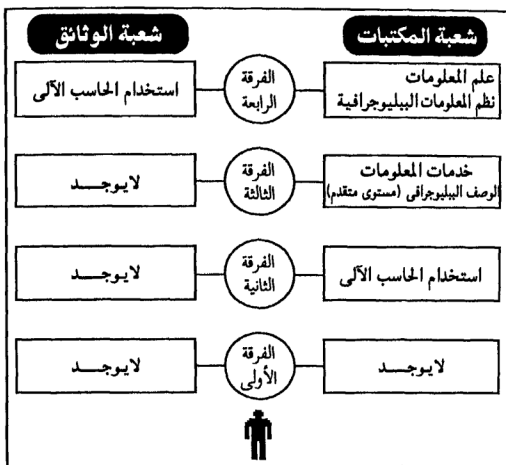 شعبة المكتبات
شعبة الوثائق
علم المعلومات
نظم المعلومات الببليوجرافية
الفرقة
الرابعة
استخدام الحاسب الآلى
خدمات المعلومات
الوصف الببليوجرافى (مستوى متقدم)
الفرقة
الثالثة
لايوجـــد
استخدام الحاسب الآلى
الفرقة
الثانية
لايوجـــد
لايوجـــد
الفرقة
الأولى
لايوجـــد